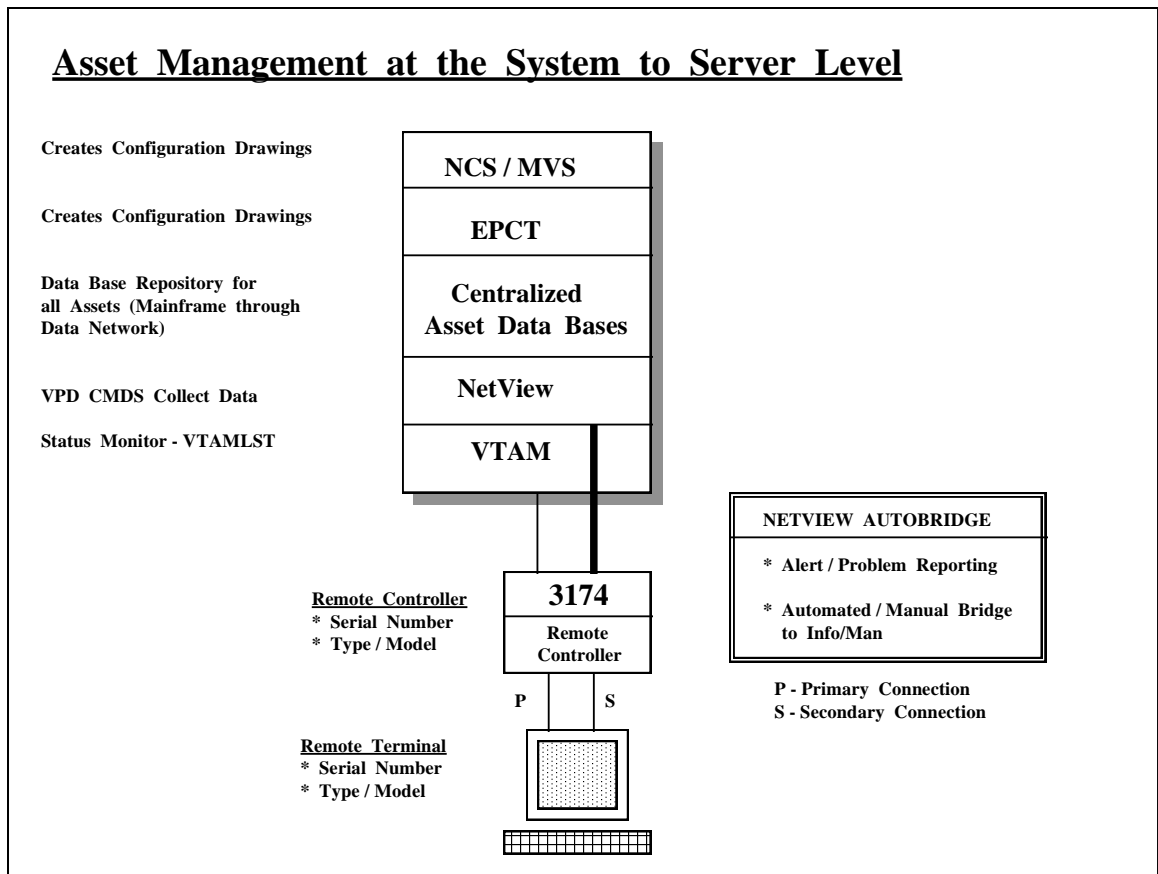 Asset Management at the System to Server Level
Creates Configuration Drawings
NCS / MVS
Creates Configuration Drawings
EPCT
Data Base Repository for
all Assets (Mainframe through
Data Network)
Centralized
Asset Data Bases
VPD CMDS Collect Data
NetView
Status Monitor - VTAMLST
VTAM
NETVIEW AUTOBRIDGE
* Alert / Problem Reporting
* Automated / Manual Bridge
to Info/Man
Remote Controller
* Serial Number
* Type / Model
3174
Remote
Controller
P - Primary Connection
S - Secondary Connection
P
S
Remote Terminal
* Serial Number
* Type / Model